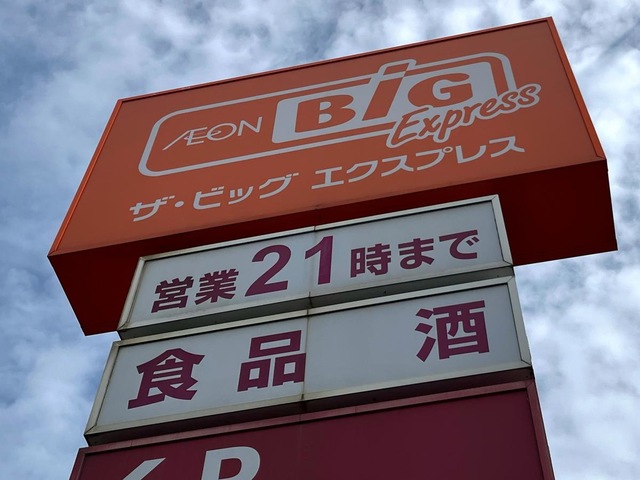 ÆON BiG
Express
ザ・ビッグ エクスプレス
営業21時まで
食品 酒
P